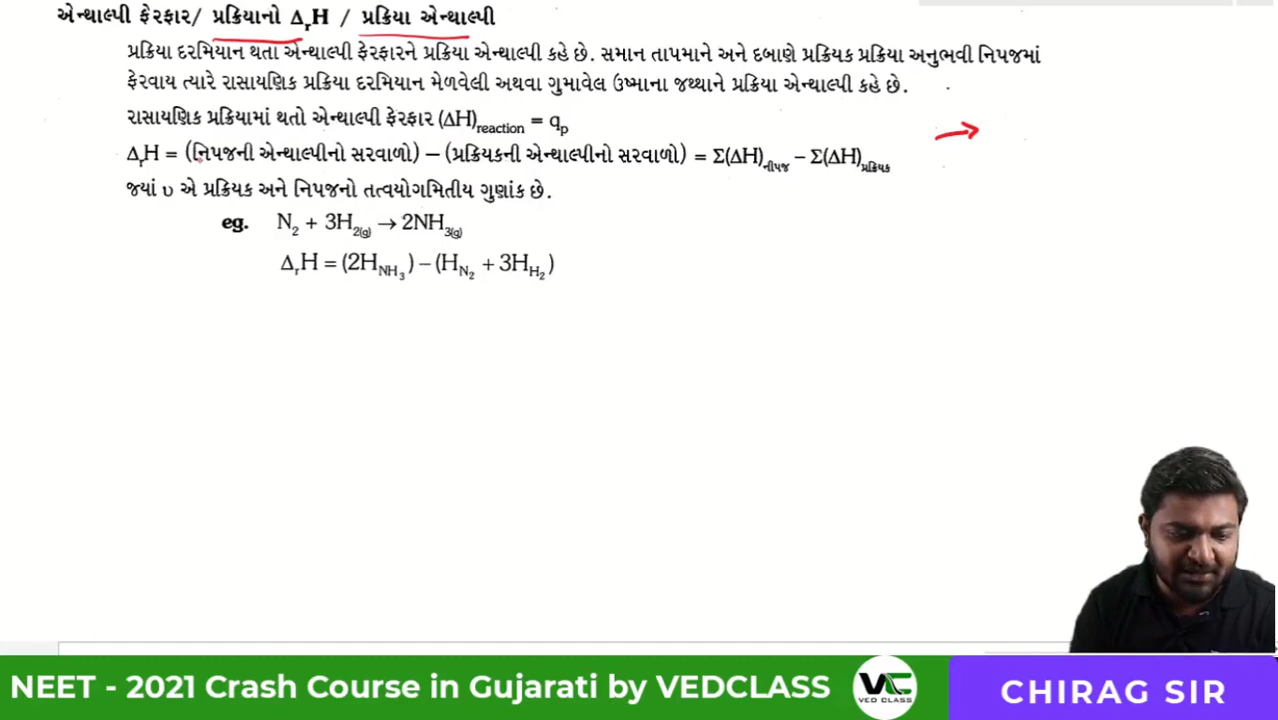 એન્થાલ્પી ફેરફાર/ પ્રક્રિયાનો ΔᵣH / પ્રક્રિયા એન્થાલ્પી
પ્રક્રિયા દરમિયાન થતા એન્થાલ્પી ફેરફારને પ્રક્રિયા એન્થાલ્પી કહે છે. સમાન તાપમાને અને દબાણે પ્રક્રિયક પ્રક્રિયા અનુભવી નિપજમાં
ફેરવાય ત્યારે રાસાયણિક પ્રક્રિયા દરમિયાન મેળવેલી અથવા ગુમાવેલ ઉષ્માના જથ્થાને પ્રક્રિયા એન્થાલ્પી કહે છે.
રાસાયણિક પ્રક્રિયામાં થતો એન્થાલ્પી ફેરફાર (ΔH)reaction = qp
ΔᵣH = (નિપજની એન્થાલ્પીનો સરવાળો) – (પ્રક્રિયકની એન્થાલ્પીનો સરવાળો) = Σ(ΔH)નીપજ – Σ(ΔH)પ્રક્રિયક
જ્યાં υ એ પ્રક્રિયક અને નિપજનો તત્વયોગમિતીય ગુણાંક છે.
eg. N₂ + 3H₂(g) → 2NH₃(g)
ΔᵣH = (2H_NH₃) – (H_N₂ + 3H_H₂)
NEET - 2021 Crash Course in Gujarati by VEDCLASS
VC
VED CLASS
CHIRAG SIR